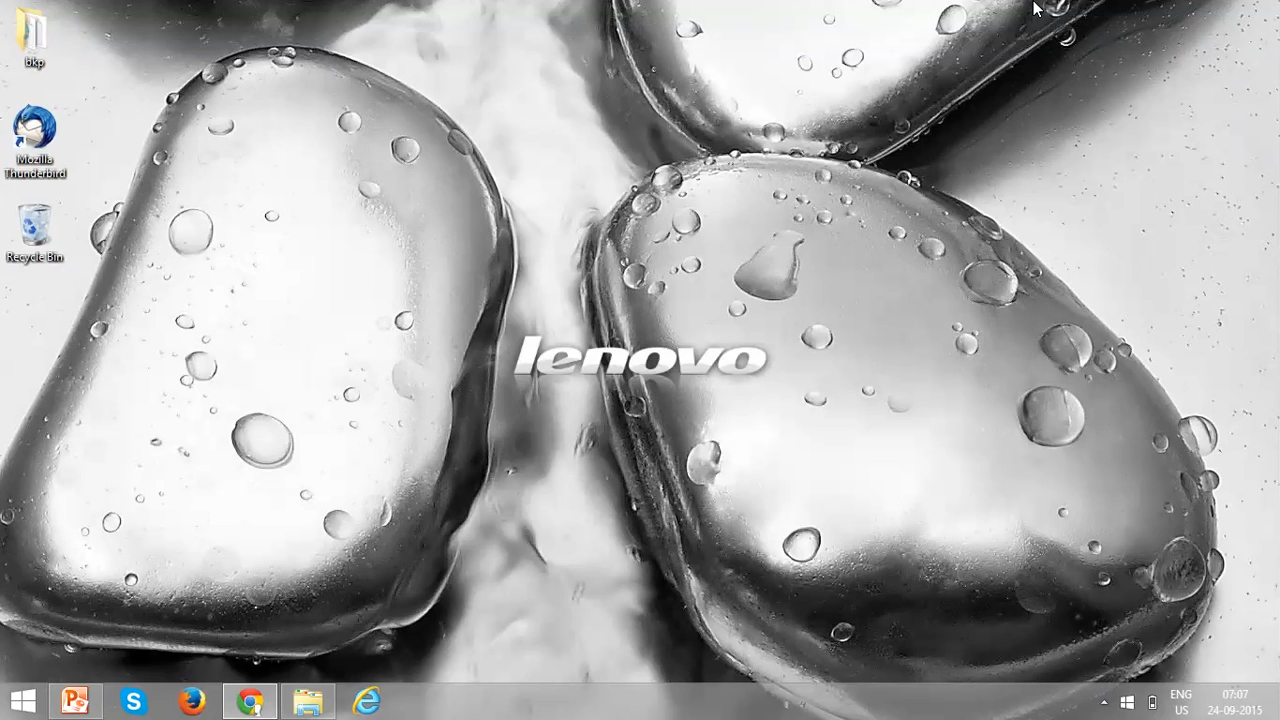 bkp
Mozilla
Thunderbird
Recycle Bin
lenovo
ENG
US
07:07
24-09-2015